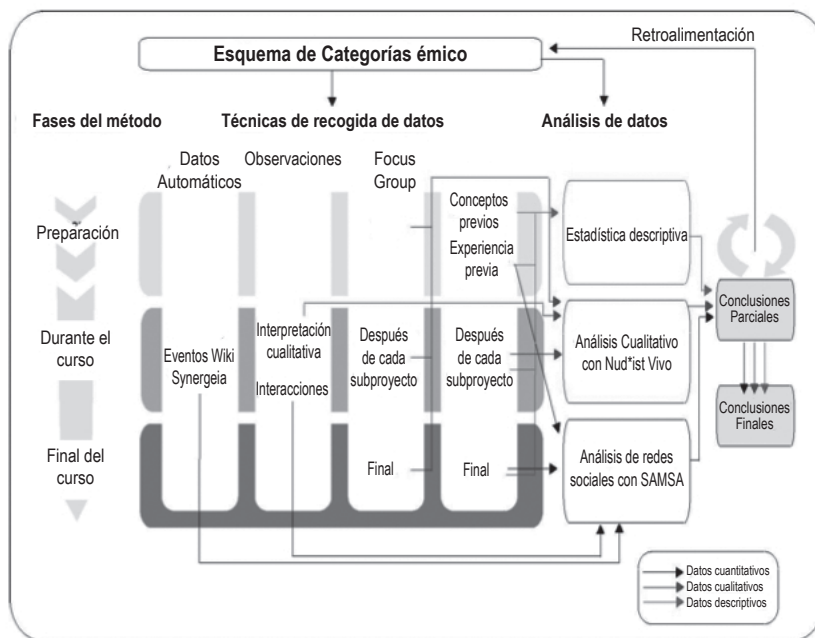 Retroalimentación
Esquema de Categorías émico
Fases del método
Técnicas de recogida de datos
Análisis de datos
Datos
Automáticos
Observaciones
Focus
Group
Preparación
Conceptos
previos
Experiencia
previa
Estadística descriptiva
Conclusiones
Parciales
Durante el
curso
Eventos Wiki
Synergeia
Interpretación
cualitativa
Interacciones
Después
de cada
subproyecto
Después
de cada
subproyecto
Análisis Cualitativo
con Nud*ist Vivo
Conclusiones
Finales
Final del
curso
Final
Final
Análisis de redes
sociales con SAMSA
Datos cuantitativos
Datos cualitativos
Datos descriptivos